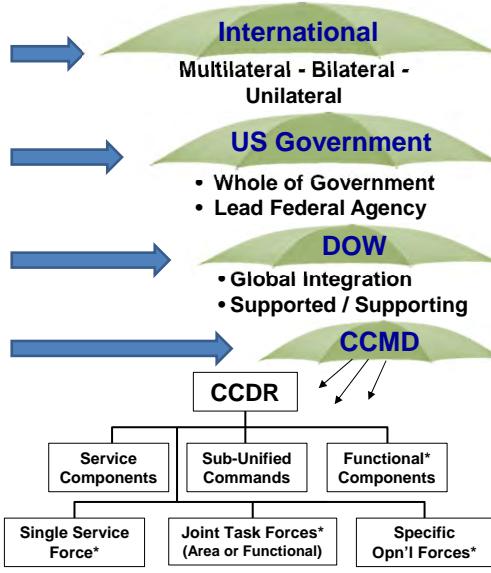 International
Multilateral - Bilateral -
Unilateral
US Government
• Whole of Government
• Lead Federal Agency
DOW
• Global Integration
• Supported / Supporting
CCMD
CCDR
Service
Components
Sub-Unified
Commands
Functional*
Components
Single Service
Force*
Joint Task Forces*
(Area or Functional)
Specific
Opn'l Forces*